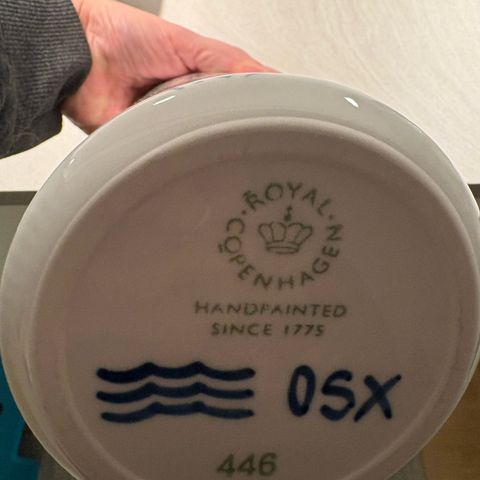 ROYAL
COPENHAGEN
HANDPAINTED
SINCE 1775
OSX
446